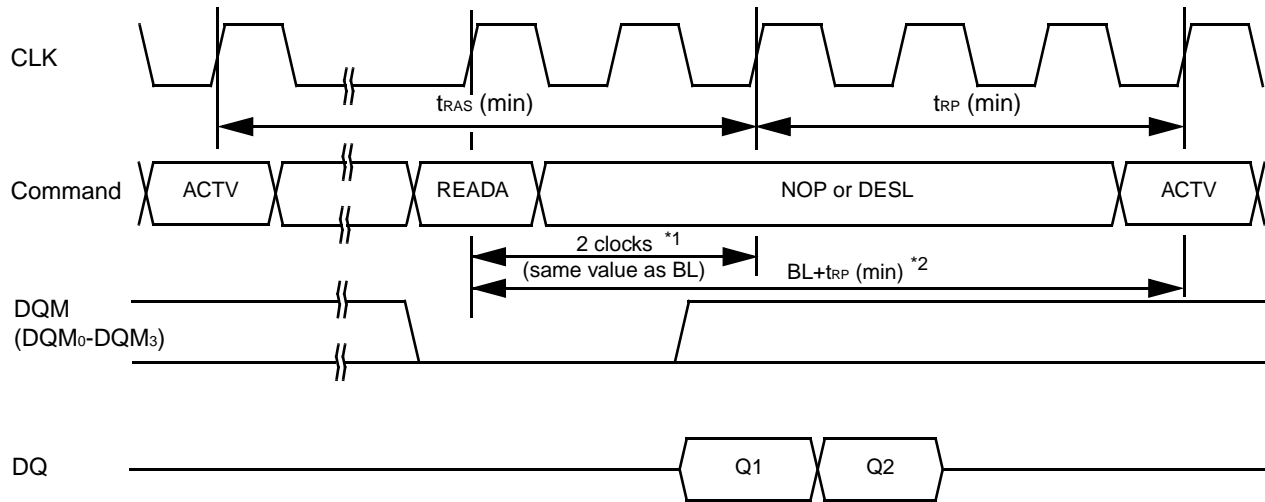 CLK
tRAS (min)
tRP (min)
Command
ACTV
READA
NOP or DESL
ACTV
2 clocks *1
(same value as BL)
BL+tRP (min) *2
DQM
(DQM0-DQM3)
DQ
Q1
Q2